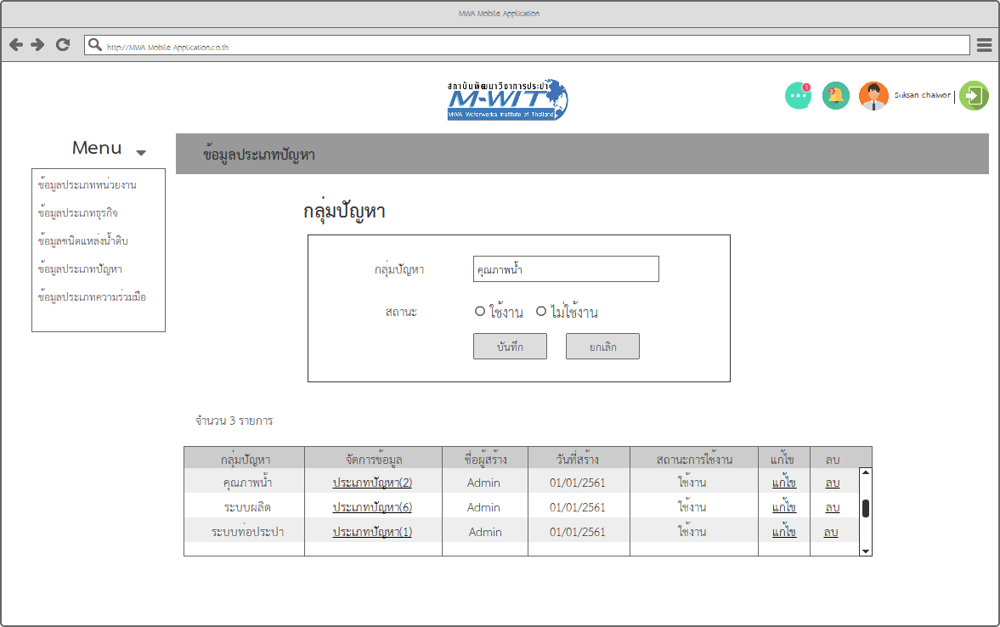 MWA Mobile Application
http://MWA Mobile Application.co.th
สถาบันพัฒนาวิชาการประปา
M-WIT
MWA Waterworks Institute of Thailand
1
5
Suksan chaiwor |
Menu
ข้อมูลประเภทปัญหา
ข้อมูลประเภทหน่วยงาน
ข้อมูลประเภทธุรกิจ
ข้อมูลชนิดแหล่งน้ำดิบ
ข้อมูลประเภทปัญหา
ข้อมูลประเภทความร่วมมือ
กลุ่มปัญหา
กลุ่มปัญหา คุณภาพน้ำ
สถานะ ใช้งาน ไม่ใช้งาน
บันทึก ยกเลิก
จำนวน 3 รายการ
กลุ่มปัญหา จัดการข้อมูล ชื่อผู้สร้าง วันที่สร้าง สถานะการใช้งาน แก้ไข ลบ
คุณภาพน้ำ ประเภทปัญหา(2) Admin 01/01/2561 ใช้งาน แก้ไข ลบ
ระบบผลิต ประเภทปัญหา(6) Admin 01/01/2561 ใช้งาน แก้ไข ลบ
ระบบท่อประปา ประเภทปัญหา(1) Admin 01/01/2561 ใช้งาน แก้ไข ลบ